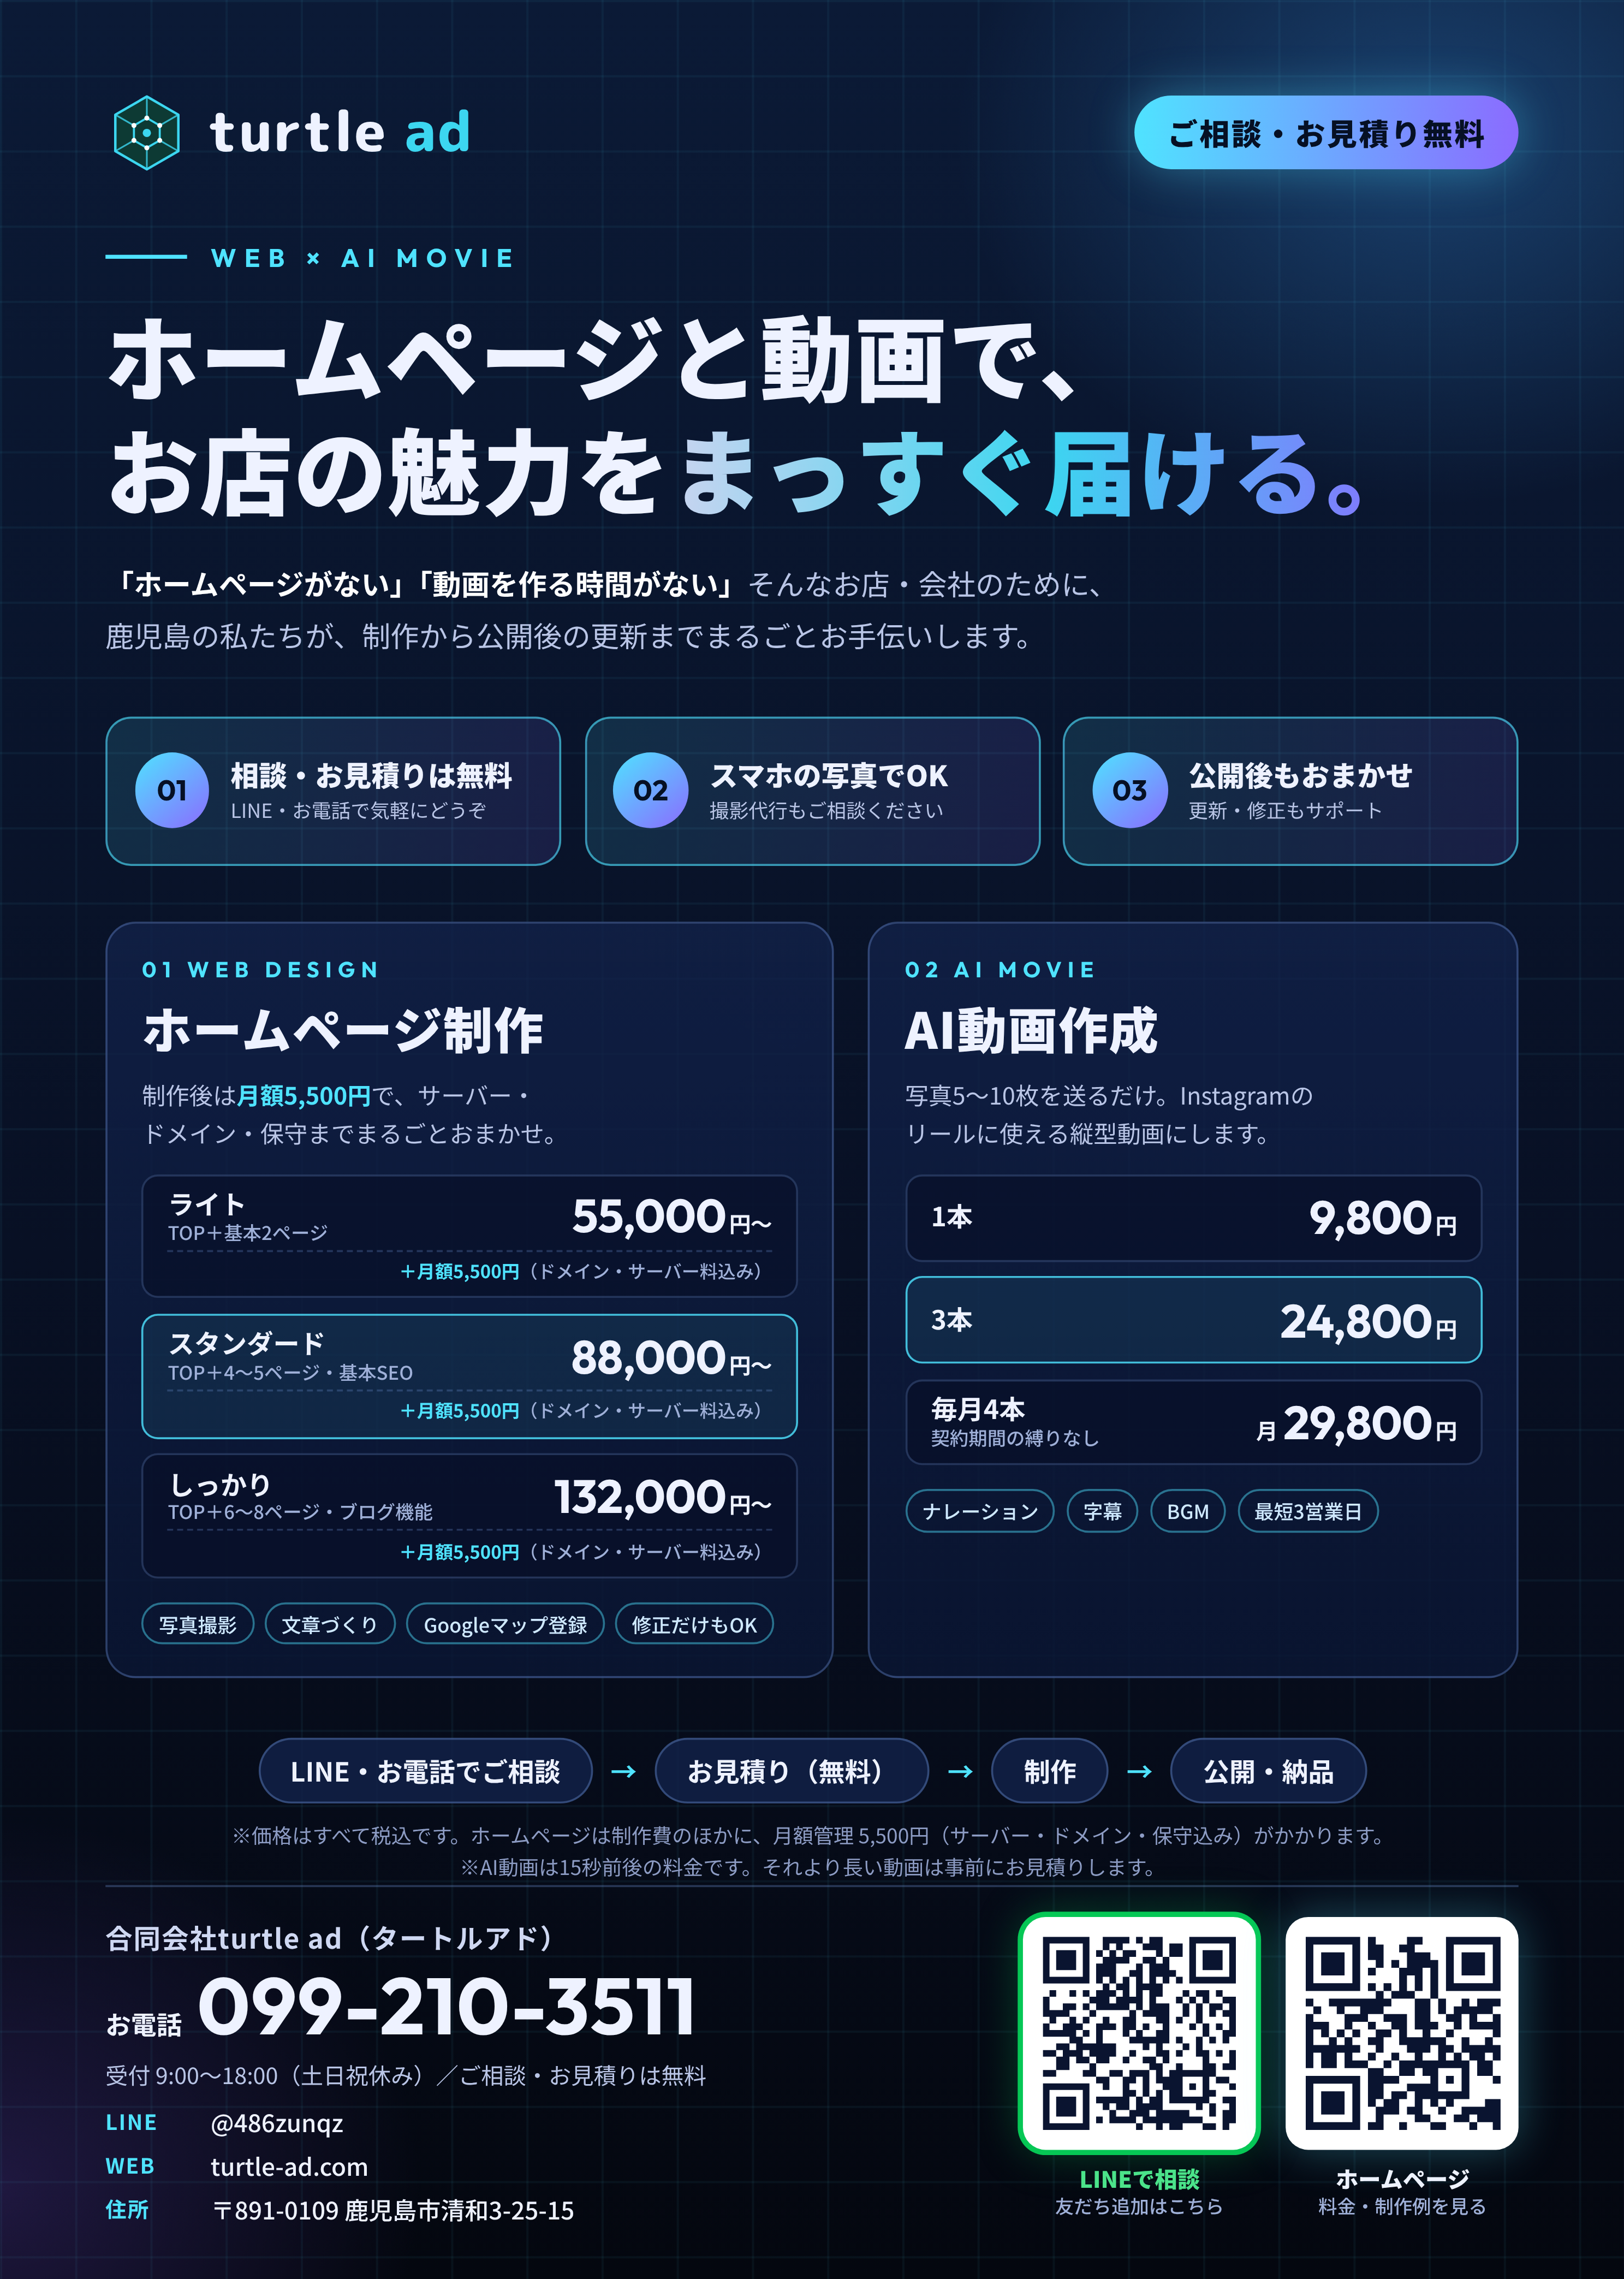 turtle ad
ご相談・お見積り無料
WEB × AI MOVIE
ホームページと動画で、
お店の魅力をまっすぐ届ける。
「ホームページがない」「動画を作る時間がない」そんなお店・会社のために、
鹿児島の私たちが、制作から公開後の更新までまるごとお手伝いします。
01
相談・お見積りは無料
LINE・お電話で気軽にどうぞ
02
スマホの写真でOK
撮影代行もご相談ください
03
公開後もおまかせ
更新・修正もサポート
01 WEB DESIGN
ホームページ制作
制作後は月額5,500円で、サーバー・
ドメイン・保守までまるごとおまかせ。
ライト
TOP＋基本2ページ
55,000円〜
＋月額5,500円（ドメイン・サーバー料込み）
スタンダード
TOP＋4〜5ページ・基本SEO
88,000円〜
＋月額5,500円（ドメイン・サーバー料込み）
しっかり
TOP＋6〜8ページ・ブログ機能
132,000円〜
＋月額5,500円（ドメイン・サーバー料込み）
写真撮影 文章づくり Googleマップ登録 修正だけもOK
02 AI MOVIE
AI動画作成
写真5〜10枚を送るだけ。Instagramの
リールに使える縦型動画にします。
1本 9,800円
3本 24,800円
毎月4本
契約期間の縛りなし
月29,800円
ナレーション 字幕 BGM 最短3営業日
LINE・お電話でご相談 → お見積り（無料） → 制作 → 公開・納品
※価格はすべて税込です。ホームページは制作費のほかに、月額管理 5,500円（サーバー・ドメイン・保守込み）がかかります。
※AI動画は15秒前後の料金です。それより長い動画は事前にお見積りします。
合同会社turtle ad（タートルアド）
お電話 099-210-3511
受付 9:00〜18:00（土日祝休み）／ご相談・お見積りは無料
LINE @486zunqz
WEB turtle-ad.com
住所 〒891-0109 鹿児島市清和3-25-15
LINEで相談
友だち追加はこちら
ホームページ
料金・制作例を見る